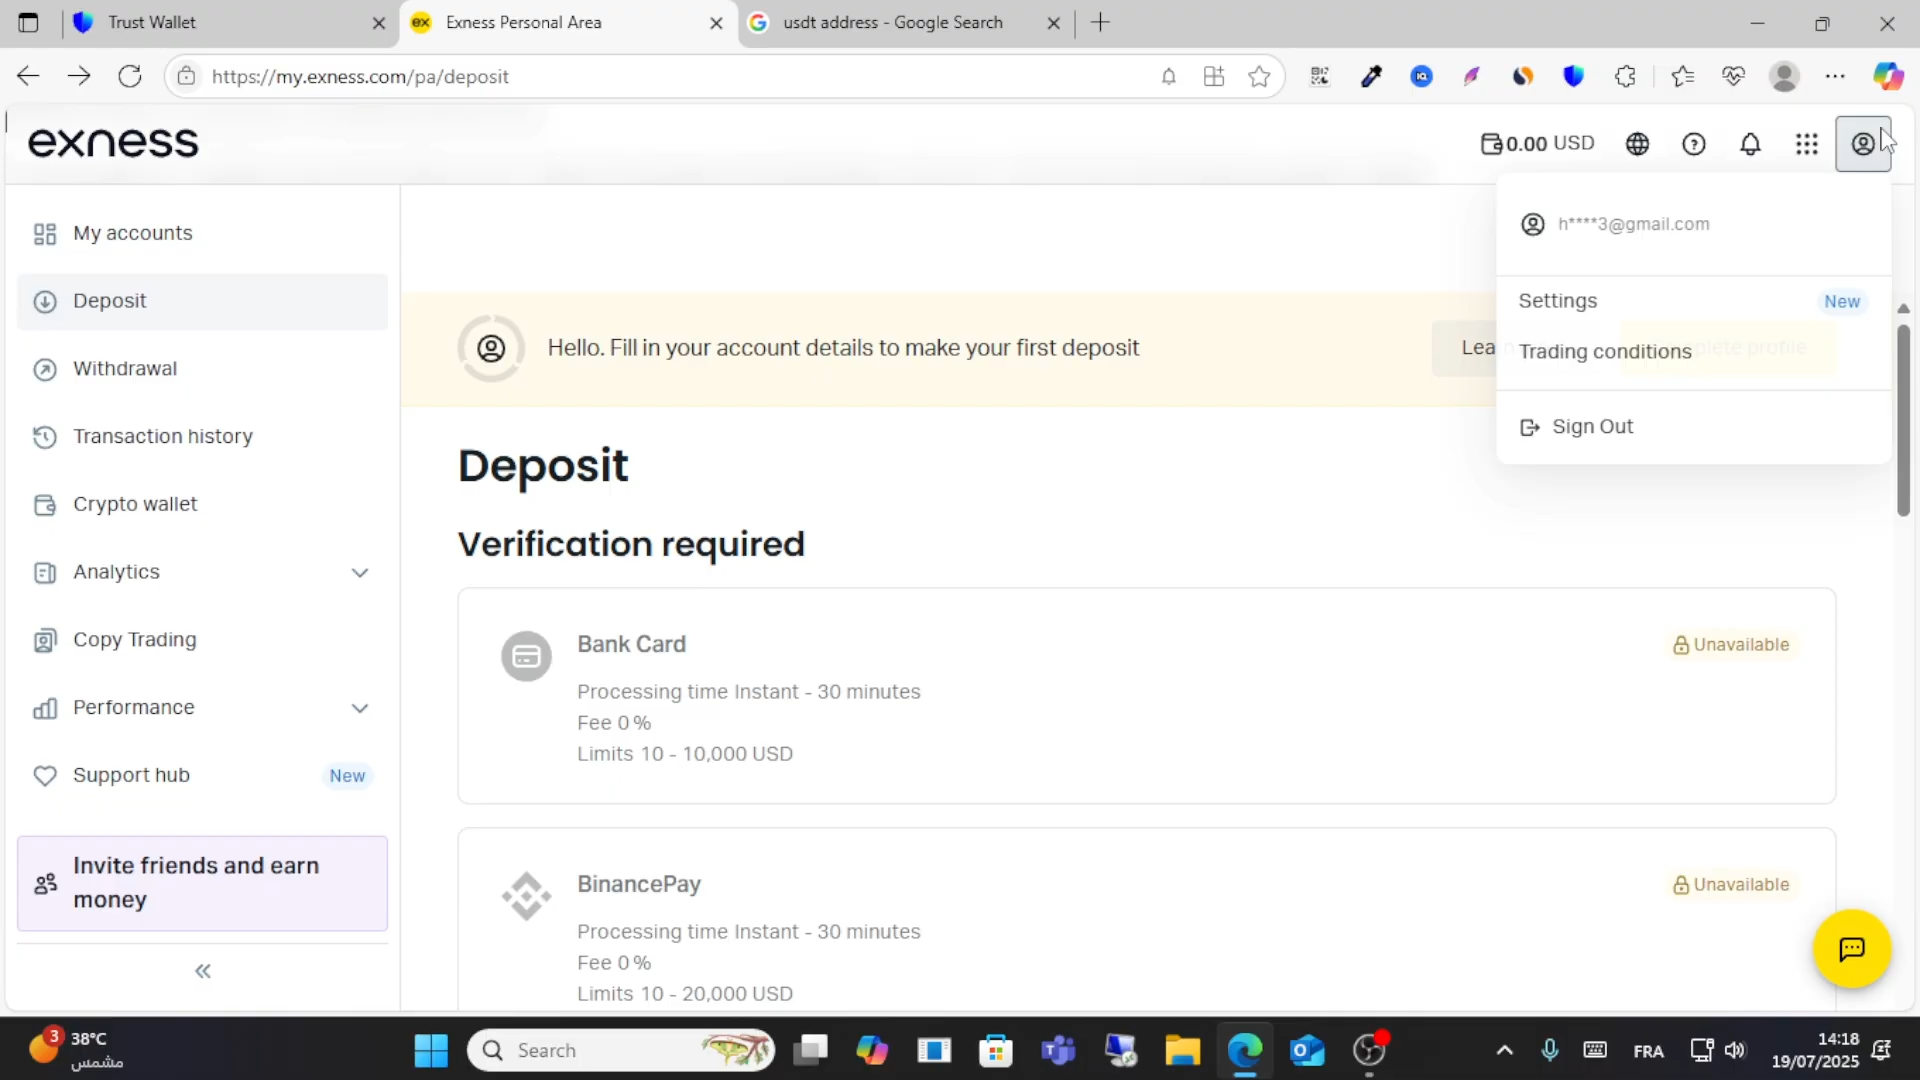 Trust Wallet
Exness Personal Area
usdt address - Google Search
https://my.exness.com/pa/deposit
exness
0.00 USD
h****3@gmail.com
Settings
New
Trading conditions
Sign Out
My accounts
Deposit
Withdrawal
Transaction history
Crypto wallet
Analytics
Copy Trading
Performance
Support hub
New
Invite friends and earn
money
Hello. Fill in your account details to make your first deposit
Deposit
Verification required
Bank Card
Unavailable
Processing time Instant - 30 minutes
Fee 0 %
Limits 10 - 10,000 USD
BinancePay
Unavailable
Processing time Instant - 30 minutes
Fee 0 %
Limits 10 - 20,000 USD
3
38°C
مشمس
Search
FRA
14:18
19/07/2025